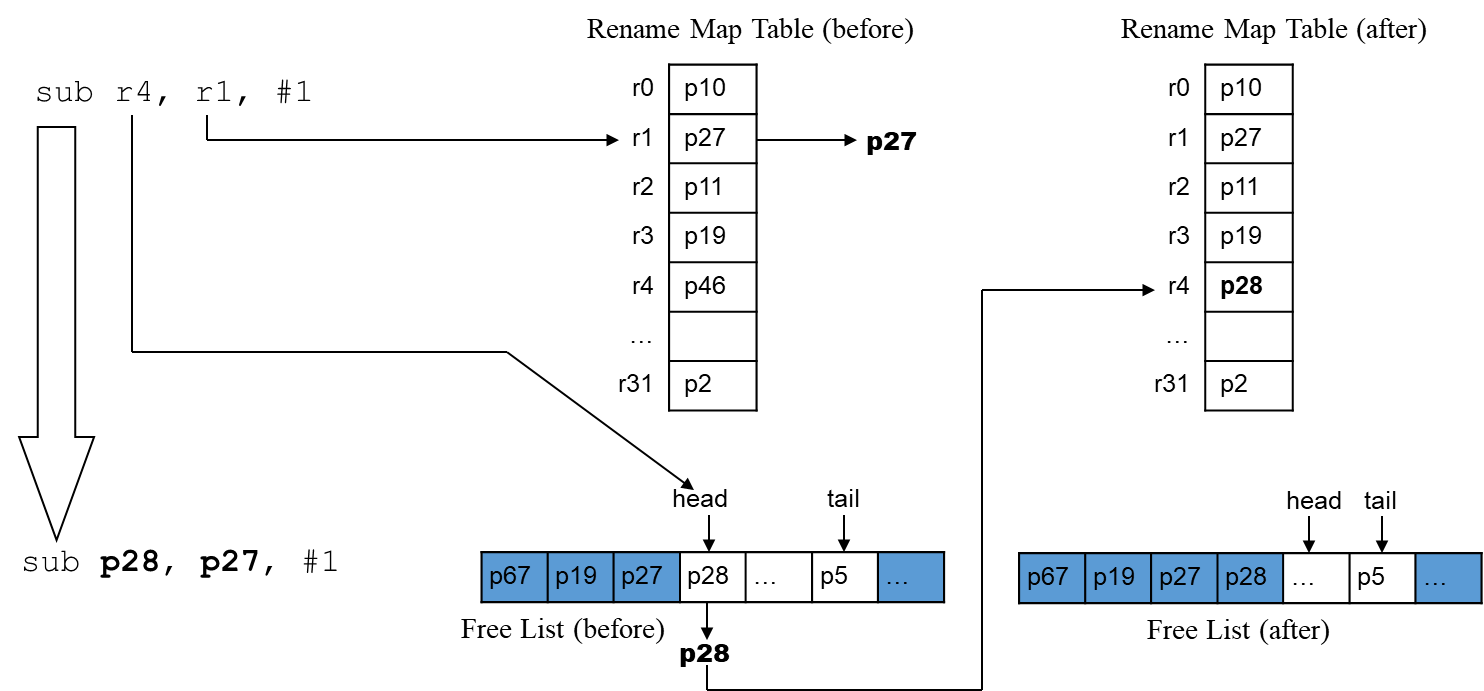 Rename Map Table (before)
Rename Map Table (after)
sub r4, r1, #1
r0 p10
r1 p27
p27
r2 p11
r3 p19
r4 p46
...
r31 p2
r0 p10
r1 p27
r2 p11
r3 p19
r4 p28
...
r31 p2
sub p28, p27, #1
head tail
p67 p19 p27 p28 ... p5 ...
Free List (before)
p28
head tail
p67 p19 p27 p28 ... p5 ...
Free List (after)